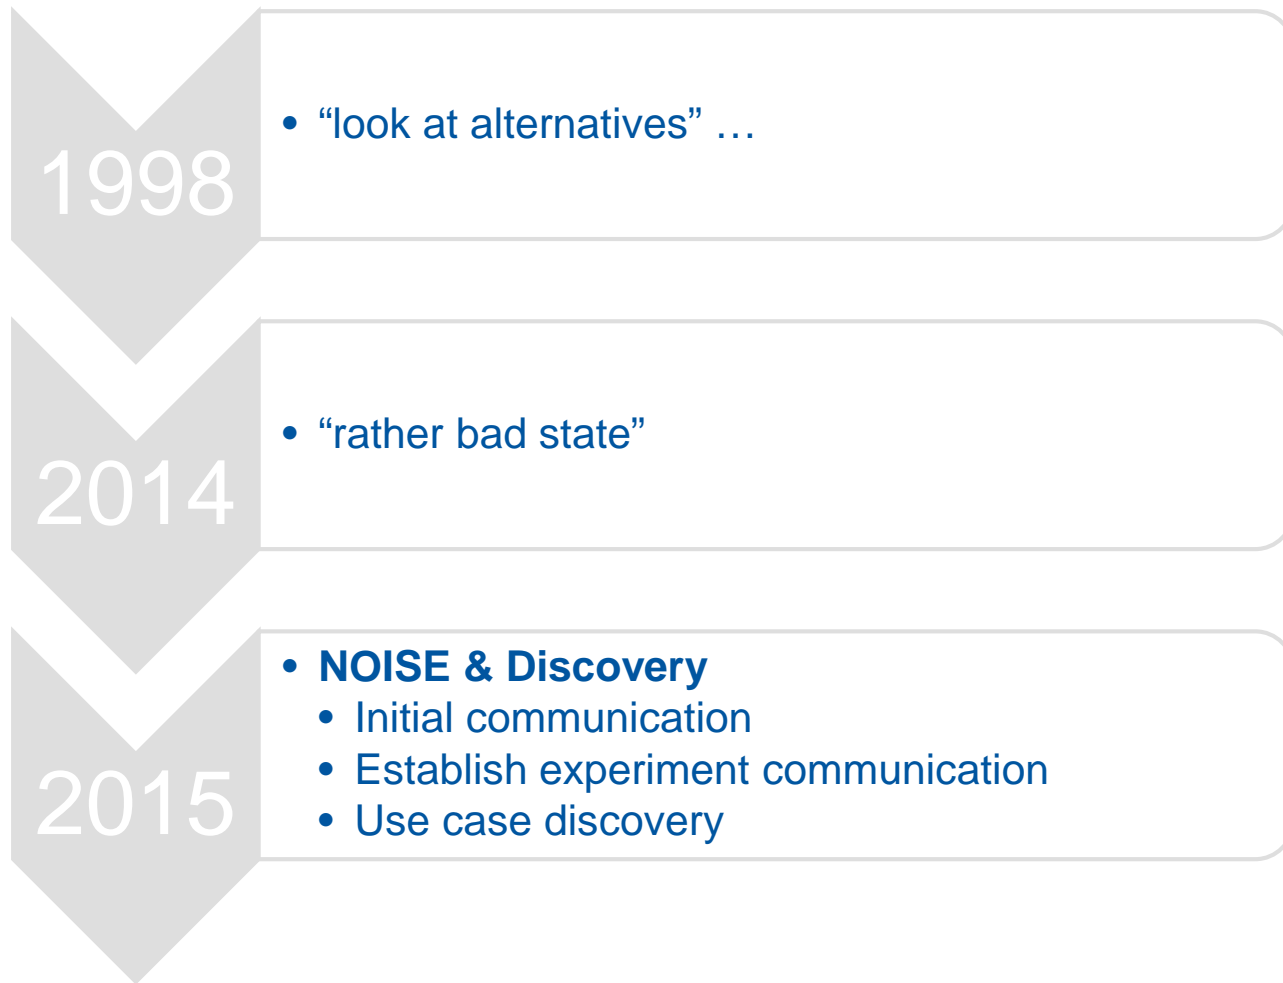 1998
• “look at alternatives” …
2014
• “rather bad state”
2015
• NOISE & Discovery
• Initial communication
• Establish experiment communication
• Use case discovery